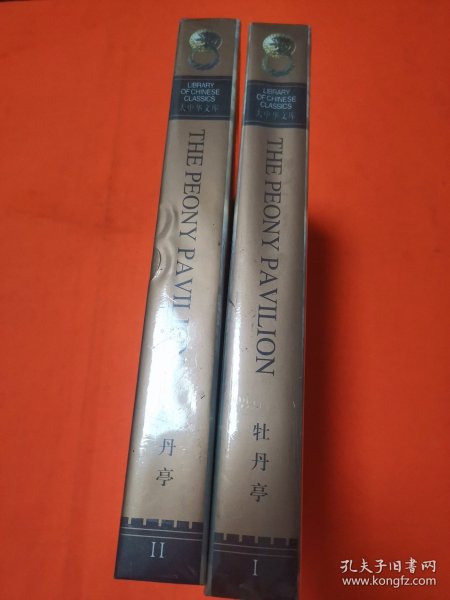 LIBRARY
OF CHINESE
CLASSICS
大中华文库
THE PEONY
丹亭
II
LIBRARY
OF CHINESE
CLASSICS
大中华文库
THE PEONY PAVILION
牡丹亭
I
孔夫子旧书网
www.kongfz.com